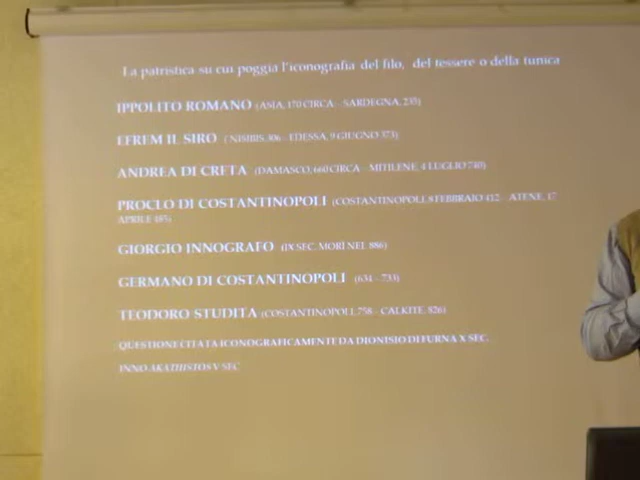 La patristica su cui poggia l'iconografia del filo, del tessere o della tunica
IPPOLITO ROMANO (ASIA, 170 CIRCA - SARDEGNA, 235)
EFREM IL SIRO ( NISIBIS, 306 - EDESSA, 9 GIUGNO 373)
ANDREA DI CRETA (DAMASCO, 660 CIRCA - MITILENE, 4 LUGLIO 740)
PROCLO DI COSTANTINOPOLI (COSTANTINOPOLI, 8 FEBBRAIO 412 - ATENE, 17
APRILE 485)
GIORGIO INNOGRAFO (IX SEC. MORÌ NEL 886)
GERMANO DI COSTANTINOPOLI (634 - 733)
TEODORO STUDITA (COSTANTINOPOLI, 758 - CALKITE, 826)
QUESTIONE CITATA ICONOGRAFICAMENTE DA DIONISIO DI FURNA X SEC.
INNO AKATHISTOS V SEC